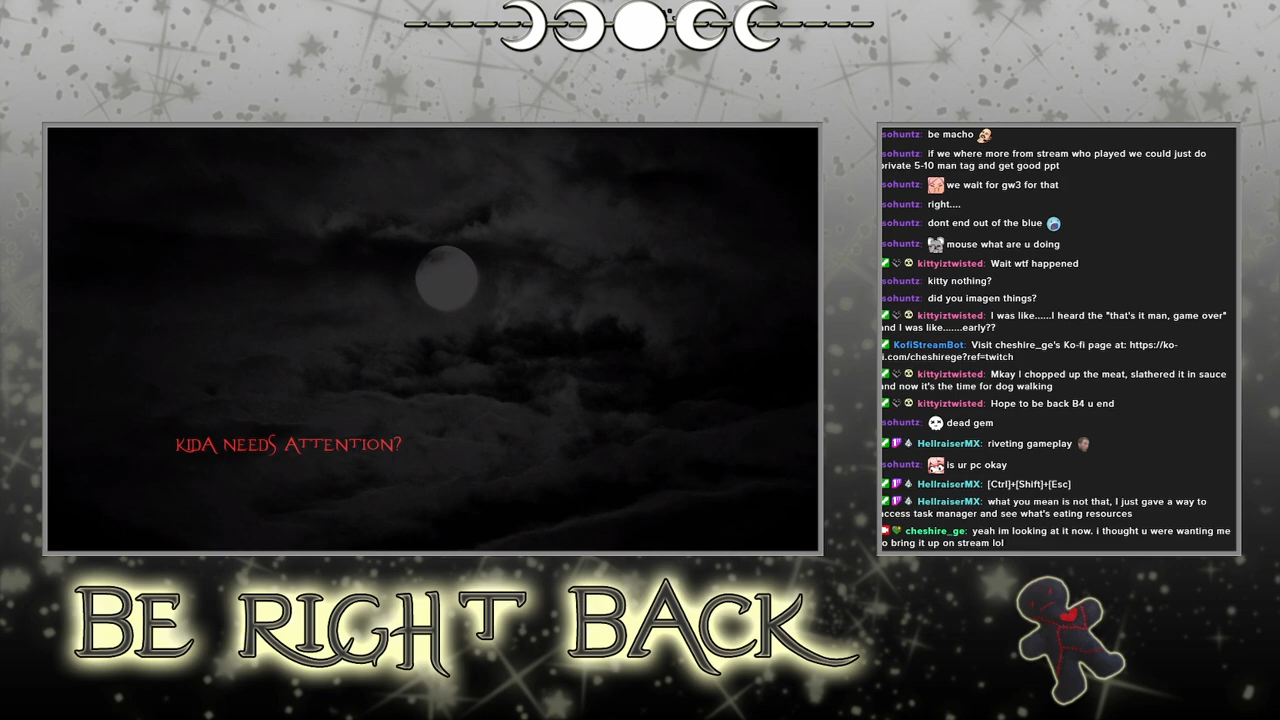 sohuntz: be macho
sohuntz: if we where more from stream who played we could just do
private 5-10 man tag and get good ppt
sohuntz: we wait for gw3 for that
sohuntz: right....
sohuntz: dont end out of the blue
sohuntz: mouse what are u doing
kittyiztwisted: Wait wtf happened
sohuntz: kitty nothing?
sohuntz: did you imagen things?
kittyiztwisted: I was like......I heard the "that's it man, game over"
and I was like.......early??
KofiStreamBot: Visit cheshire_ge's Ko-fi page at: https://ko-
i.com/cheshirege?ref=twitch
kittyiztwisted: Mkay I chopped up the meat, slathered it in sauce
and now it's the time for dog walking
kittyiztwisted: Hope to be back B4 u end
sohuntz: dead gem
HellraiserMX: riveting gameplay
sohuntz: is ur pc okay
HellraiserMX: [Ctrl]+[Shift]+[Esc]
HellraiserMX: what you mean is not that, I just gave a way to
access task manager and see what's eating resources
cheshire_ge: yeah im looking at it now. i thought u were wanting me
o bring it up on stream lol
KIDA NEEDS ATTENTION?
BE RIGHT BACK